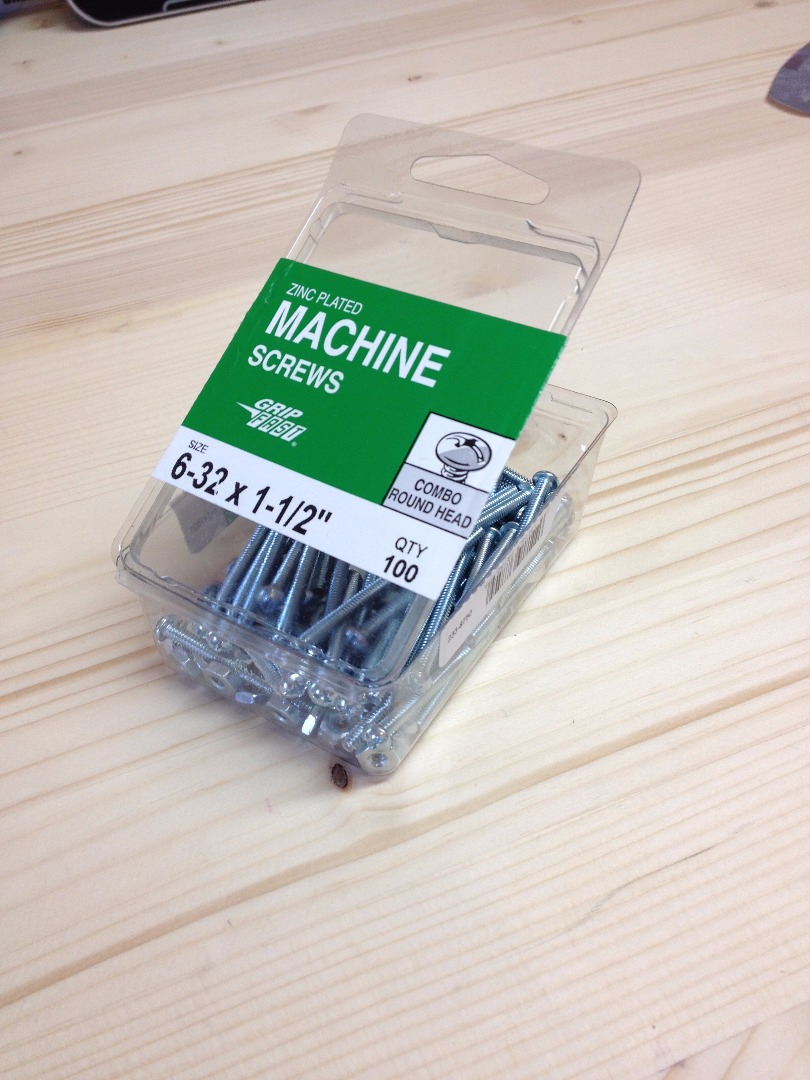 ZINC PLATED
MACHINE
SCREWS
GRIP
FAST
SIZE
6-32 x 1-1/2"
COMBO
ROUND HEAD
QTY
100